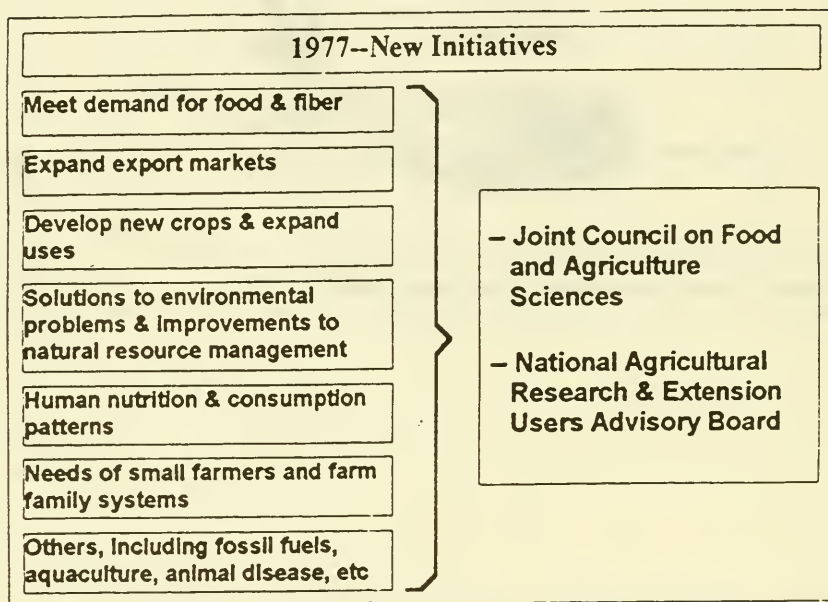 1977--New Initiatives
Meet demand for food & fiber
Expand export markets
Develop new crops & expand
uses
Solutions to environmental
problems & improvements to
natural resource management
Human nutrition & consumption
patterns
Needs of small farmers and farm
family systems
Others, including fossil fuels,
aquaculture, animal disease, etc
– Joint Council on Food
and Agriculture
Sciences
– National Agricultural
Research & Extension
Users Advisory Board